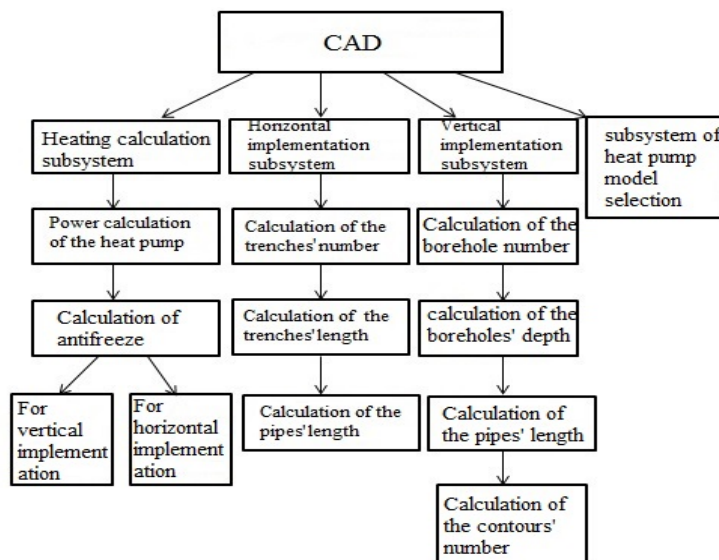 CAD
Heating calculation
subsystem
Horizontal
implementation
subsystem
Vertical
implementation
subsystem
subsystem of
heat pump
model
selection
Power calculation
of the heat pump
Calculation of the
trenches' number
Calculation of the
borehole number
Calculation of
antifreeze
Calculation of the
trenches' length
calculation of the
boreholes' depth
For
vertical
implement
ation
For
horizontal
implement
ation
Calculation of the
pipes' length
Calculation of
the pipes' length
Calculation of
the contours'
number